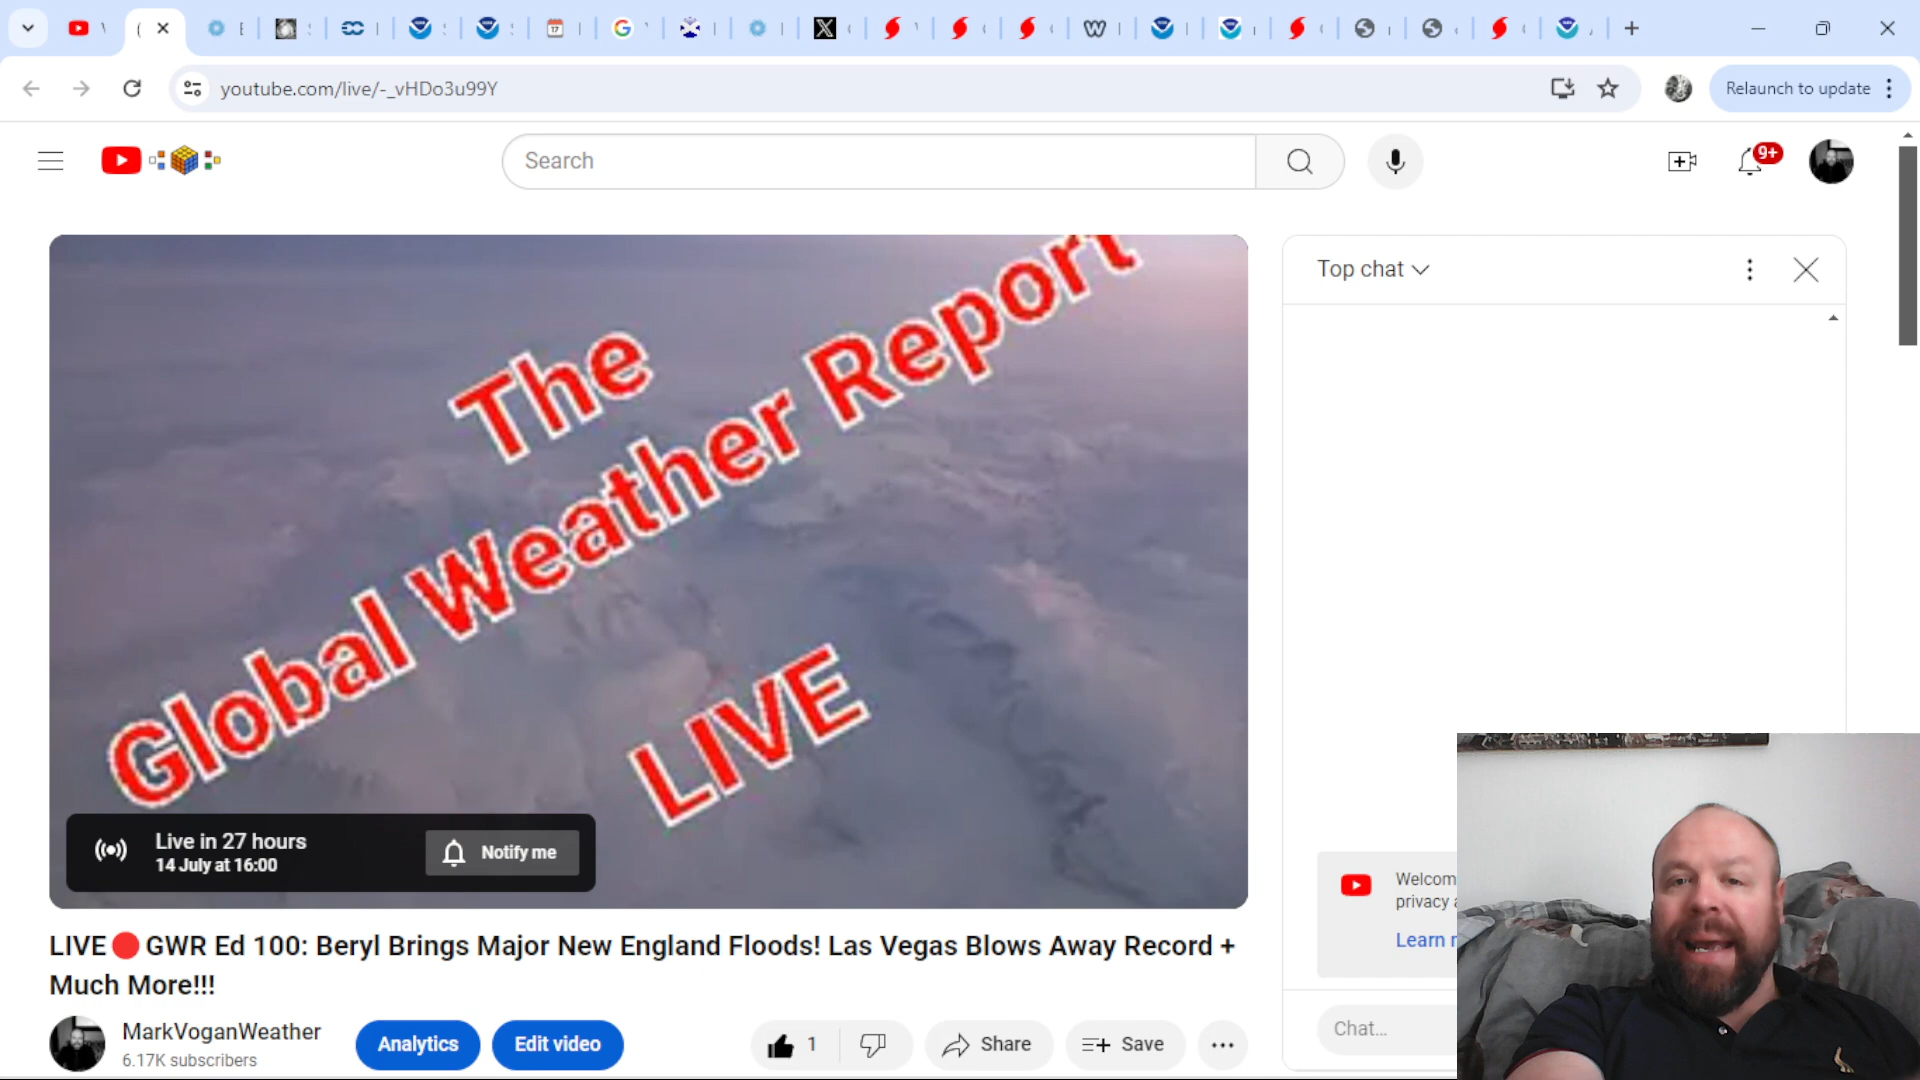 youtube.com/live/-_vHDo3u99Y
Relaunch to update
Search
9+
The
Global Weather Report
LIVE
Live in 27 hours
14 July at 16:00
Notify me
Top chat
Welcom
privacy
Learn
Chat...
LIVE🔴GWR Ed 100: Beryl Brings Major New England Floods! Las Vegas Blows Away Record +
Much More!!!
MarkVoganWeather
6.17K subscribers
Analytics
Edit video
1
Share
Save